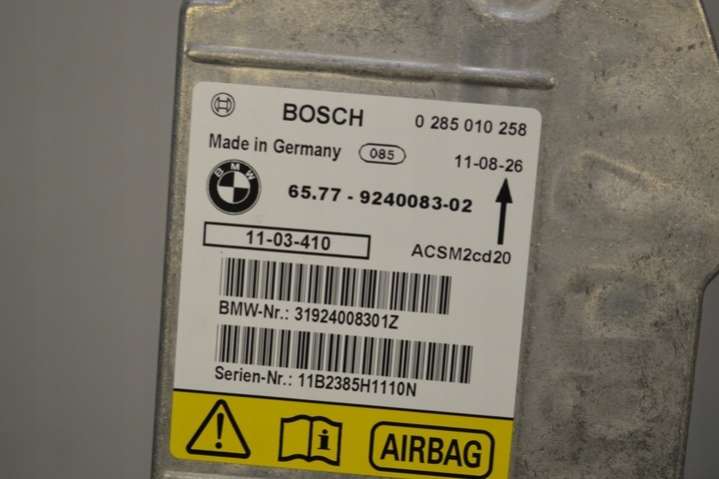 BOSCH 0 285 010 258
Made in Germany 085 11-08-26
BMW 65.77 - 9240083-02
11-03-410 ACSM2cd20
BMW-Nr.: 31924008301Z
Serien-Nr.: 11B2385H1110N
! i AIRBAG